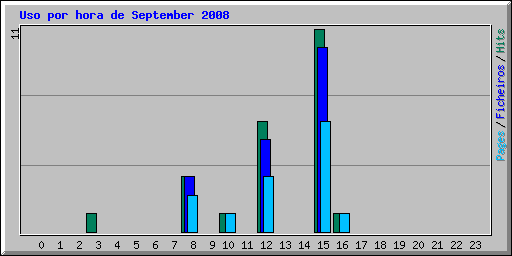 Uso por hora de September 2008
11
Pages/Ficheiros/Hits
0 1 2 3 4 5 6 7 8 9 10 11 12 13 14 15 16 17 18 19 20 21 22 23